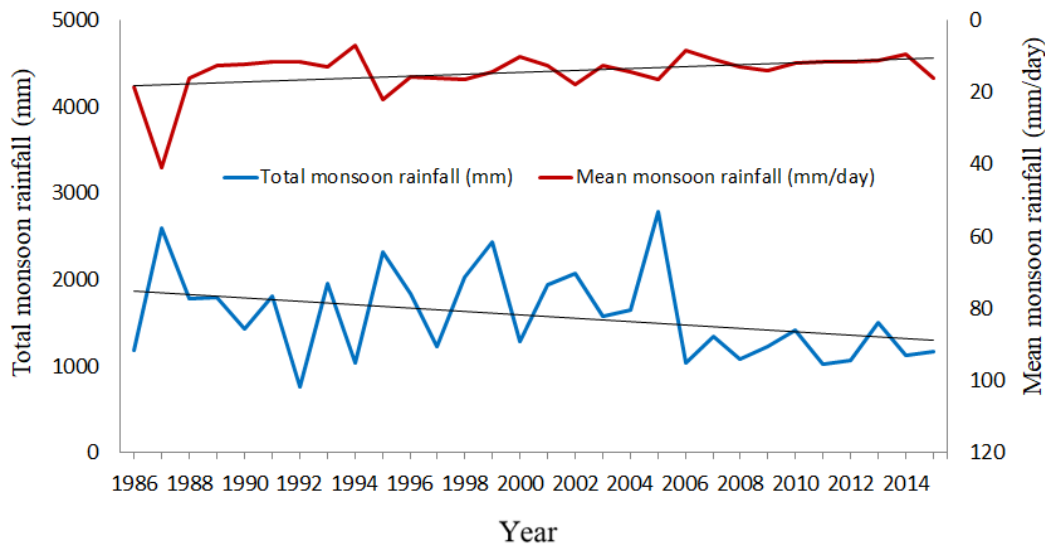 Total monsoon rainfall (mm)
5000
4000
3000
2000
1000
0
Total monsoon rainfall (mm) Mean monsoon rainfall (mm/day)
0
20
40
60
80
100
120
Mean monsoon rainfall (mm/day)
1986 1988 1990 1992 1994 1996 1998 2000 2002 2004 2006 2008 2010 2012 2014
Year